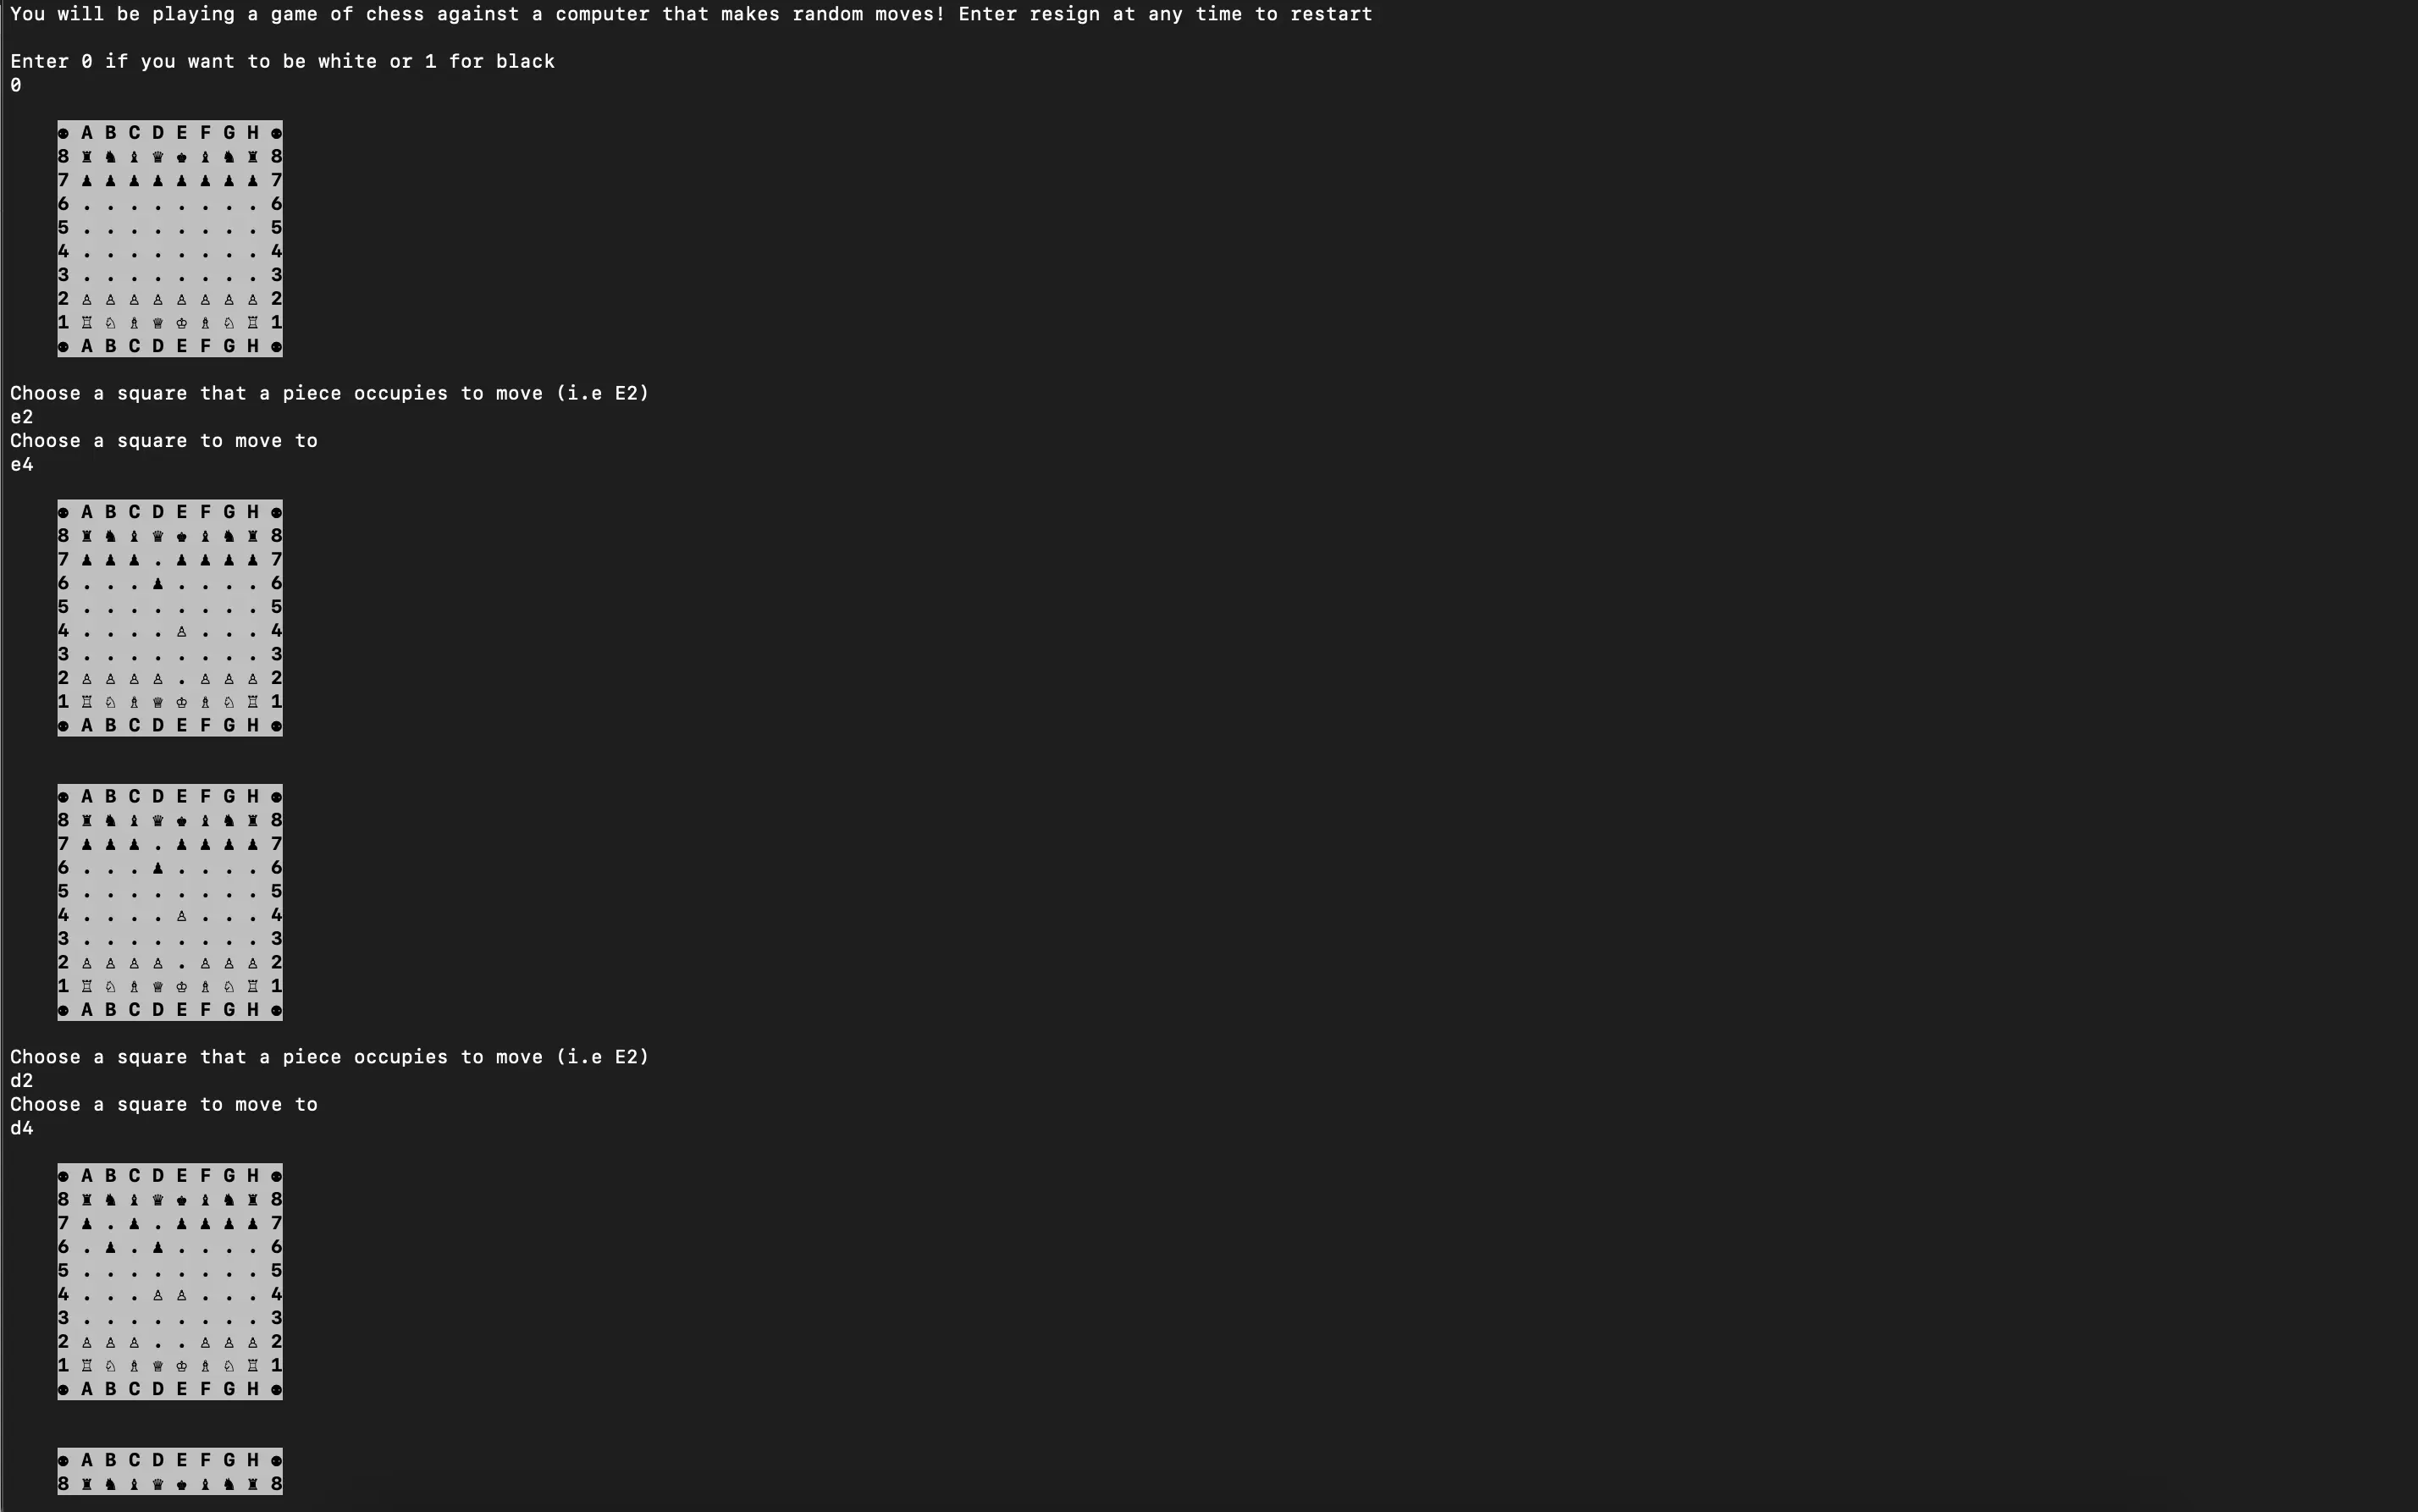 You will be playing a game of chess against a computer that makes random moves! Enter resign at any time to restart
Enter 0 if you want to be white or 1 for black
0
⚉ A B C D E F G H ⚉
8 ♜ ♞ ♝ ♛ ♚ ♝ ♞ ♜ 8
7 ♟ ♟ ♟ ♟ ♟ ♟ ♟ ♟ 7
6 . . . . . . . . 6
5 . . . . . . . . 5
4 . . . . . . . . 4
3 . . . . . . . . 3
2 ♙ ♙ ♙ ♙ ♙ ♙ ♙ ♙ 2
1 ♖ ♘ ♗ ♕ ♔ ♗ ♘ ♖ 1
⚉ A B C D E F G H ⚉
Choose a square that a piece occupies to move (i.e E2)
e2
Choose a square to move to
e4
⚉ A B C D E F G H ⚉
8 ♜ ♞ ♝ ♛ ♚ ♝ ♞ ♜ 8
7 ♟ ♟ ♟ . ♟ ♟ ♟ ♟ 7
6 . . . ♟ . . . . 6
5 . . . . . . . . 5
4 . . . . ♙ . . . 4
3 . . . . . . . . 3
2 ♙ ♙ ♙ ♙ . ♙ ♙ ♙ 2
1 ♖ ♘ ♗ ♕ ♔ ♗ ♘ ♖ 1
⚉ A B C D E F G H ⚉
⚉ A B C D E F G H ⚉
8 ♜ ♞ ♝ ♛ ♚ ♝ ♞ ♜ 8
7 ♟ ♟ ♟ . ♟ ♟ ♟ ♟ 7
6 . . . ♟ . . . . 6
5 . . . . . . . . 5
4 . . . . ♙ . . . 4
3 . . . . . . . . 3
2 ♙ ♙ ♙ ♙ . ♙ ♙ ♙ 2
1 ♖ ♘ ♗ ♕ ♔ ♗ ♘ ♖ 1
⚉ A B C D E F G H ⚉
Choose a square that a piece occupies to move (i.e E2)
d2
Choose a square to move to
d4
⚉ A B C D E F G H ⚉
8 ♜ ♞ ♝ ♛ ♚ ♝ ♞ ♜ 8
7 ♟ . ♟ . ♟ ♟ ♟ ♟ 7
6 . ♟ . ♟ . . . . 6
5 . . . . . . . . 5
4 . . . ♙ ♙ . . . 4
3 . . . . . . . . 3
2 ♙ ♙ ♙ . . ♙ ♙ ♙ 2
1 ♖ ♘ ♗ ♕ ♔ ♗ ♘ ♖ 1
⚉ A B C D E F G H ⚉
⚉ A B C D E F G H ⚉
8 ♜ ♞ ♝ ♛ ♚ ♝ ♞ ♜ 8